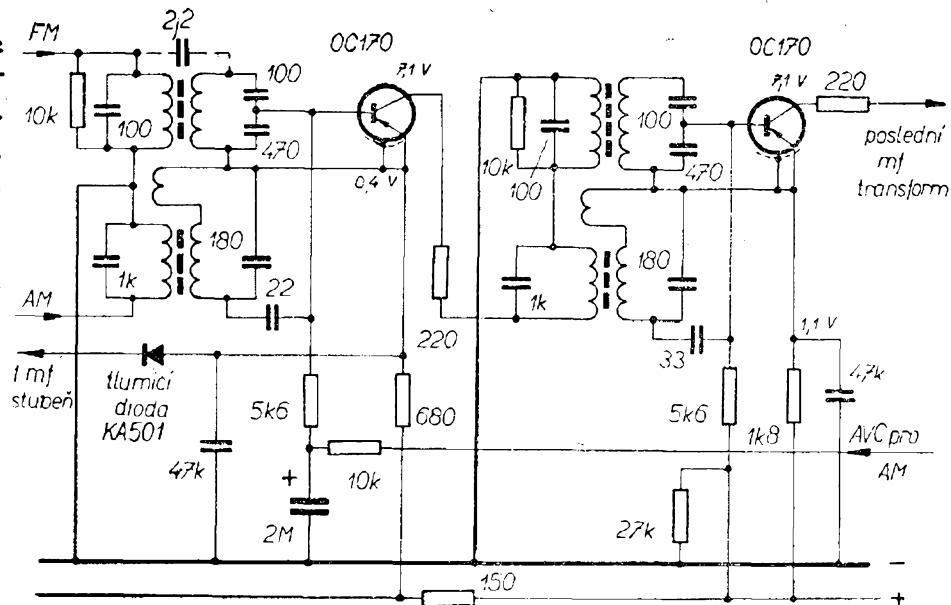 FM
2,2
OC170
7,1 V
100
10k
100
470
0,4 V
180
1k
22
AM
220
1 mf
stupeň
tlumicí
dioda
KA501
5k6
680
47k
10k
+
2M
OC170
7,1 V
220
poslední
mf
transform
100
10k
100
470
180
1k
33
1,1 V
5k6
1k8
47k
AVC pro
AM
27k
150
−
+